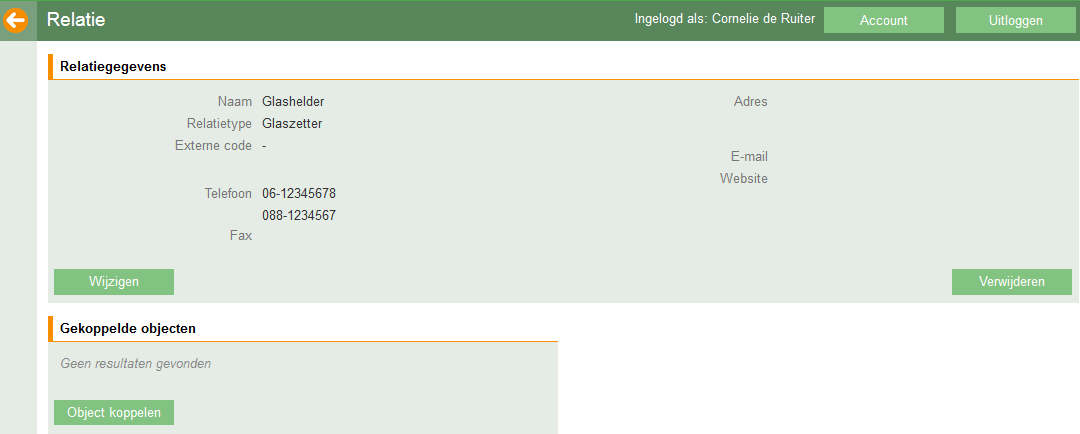 Relatie
Ingelogd als: Cornelie de Ruiter
Account
Uitloggen
Relatiegegevens
Naam Glashelder
Relatietype Glaszetter
Externe code -
Telefoon 06-12345678
088-1234567
Fax
Adres
E-mail
Website
Wijzigen
Verwijderen
Gekoppelde objecten
Geen resultaten gevonden
Object koppelen